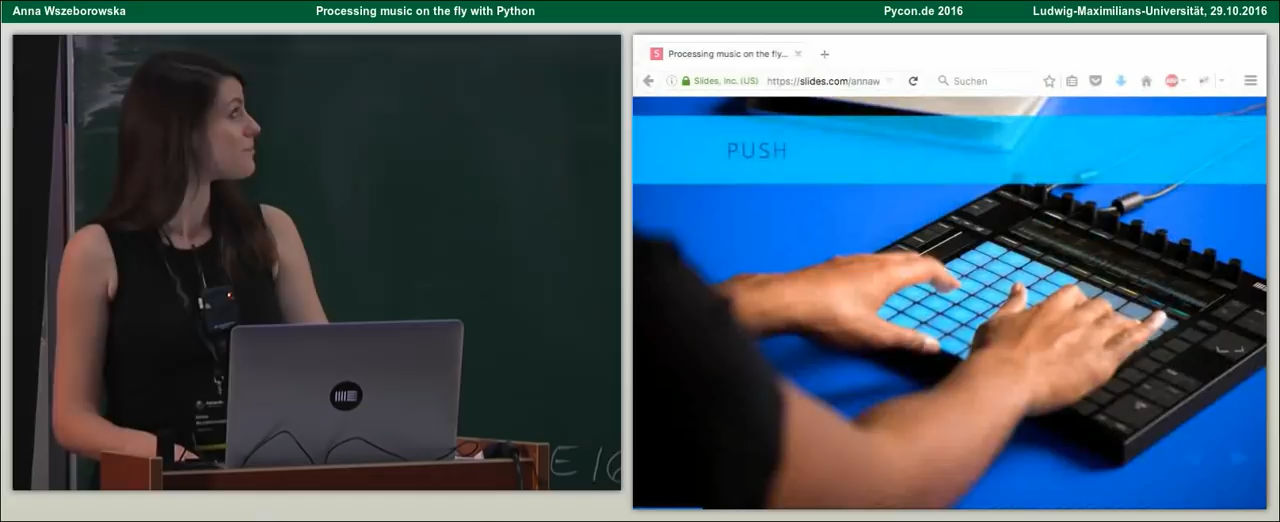 Anna Wszeborowska
Processing music on the fly with Python
Pycon.de 2016
Ludwig-Maximilians-Universität, 29.10.2016
S Processing music on the fly...
Slides, Inc. (US)
https://slides.com/annaw
Suchen
PUSH